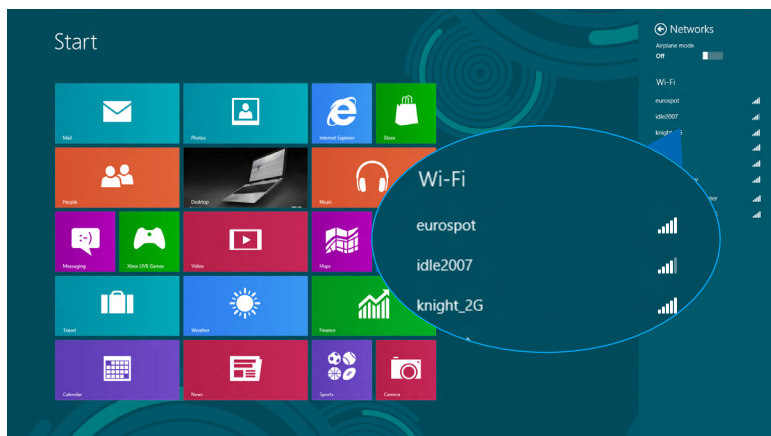 Start
Mail
Photos
Internet Explorer
Store
People
Desktop
Music
Messaging
Xbox LIVE Games
Video
Maps
Travel
Weather
Finance
Calendar
News
Sports
Camera
Networks
Airplane mode
Off
Wi-Fi
eurospot
idle2007
Wi-Fi
eurospot
idle2007
knight_2G